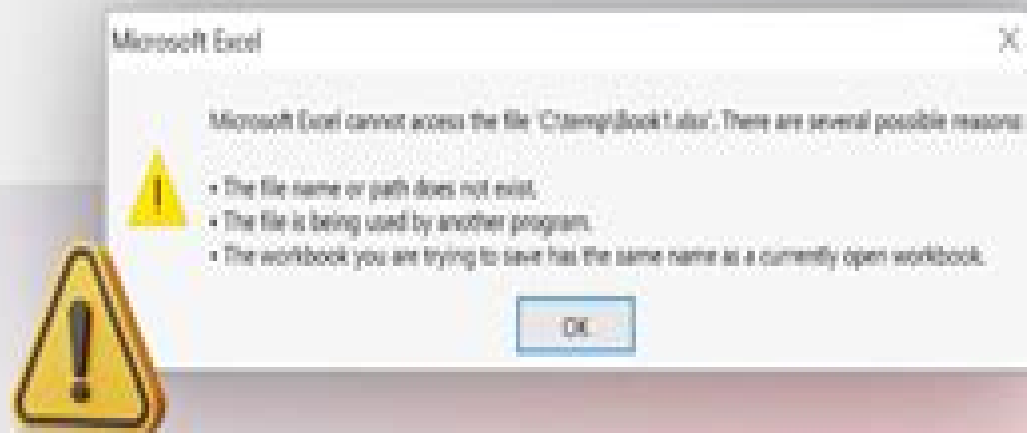 Microsoft Excel
Microsoft Excel cannot access the file 'C:\temp\Book1.xlsx'. There are several possible reasons:
• The file name or path does not exist.
• The file is being used by another program.
• The workbook you are trying to save has the same name as a currently open workbook.
OK